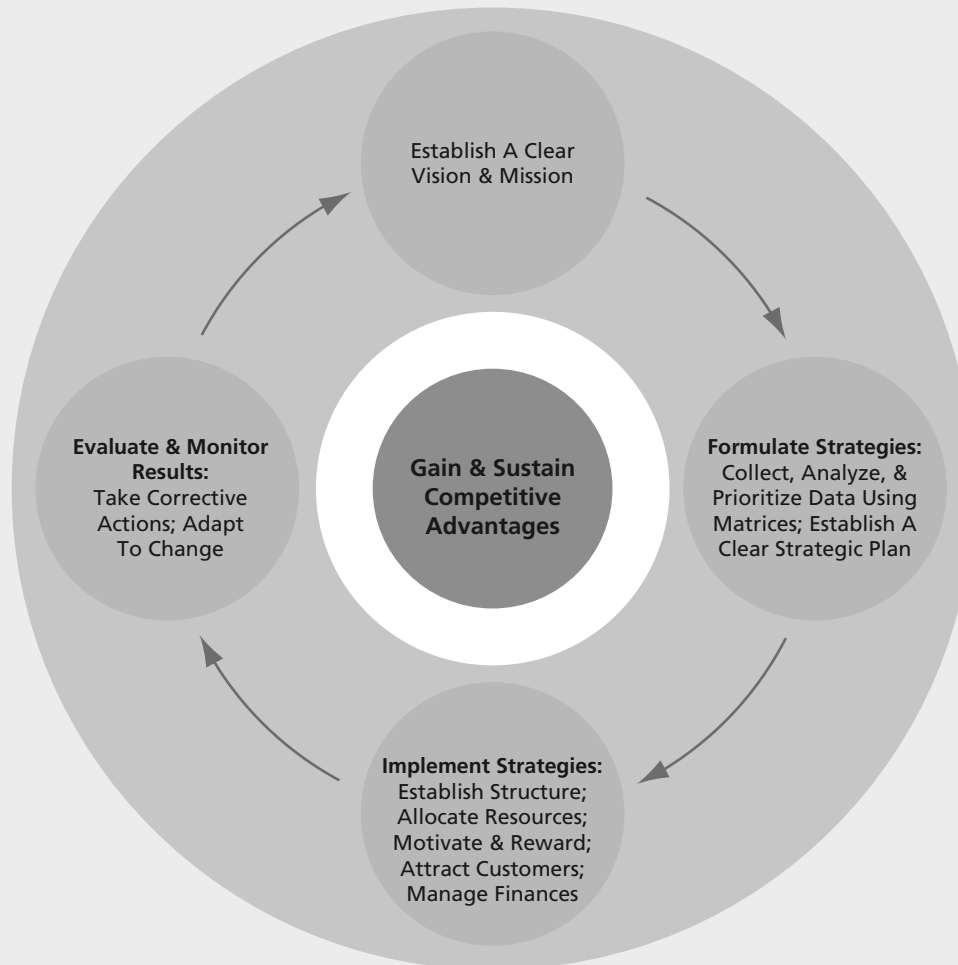 Establish A Clear
Vision & Mission
Formulate Strategies:
Collect, Analyze, &
Prioritize Data Using
Matrices; Establish A
Clear Strategic Plan
Implement Strategies:
Establish Structure;
Allocate Resources;
Motivate & Reward;
Attract Customers;
Manage Finances
Evaluate & Monitor
Results:
Take Corrective
Actions; Adapt
To Change
Gain & Sustain
Competitive
Advantages